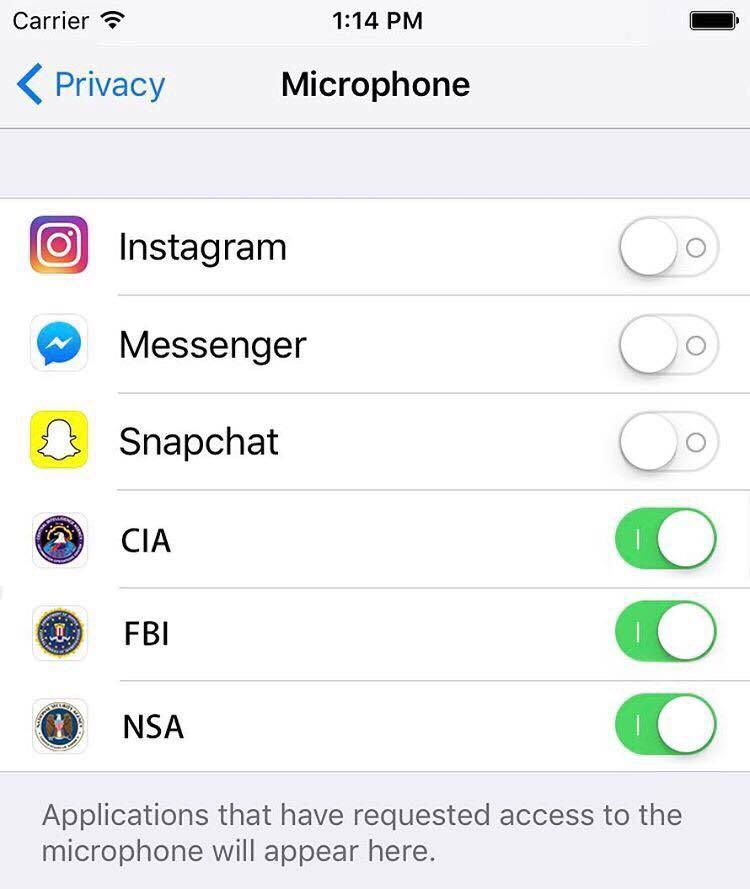 Carrier 1:14 PM
Privacy Microphone
Instagram
Messenger
Snapchat
CIA
FBI
NSA
Applications that have requested access to the
microphone will appear here.